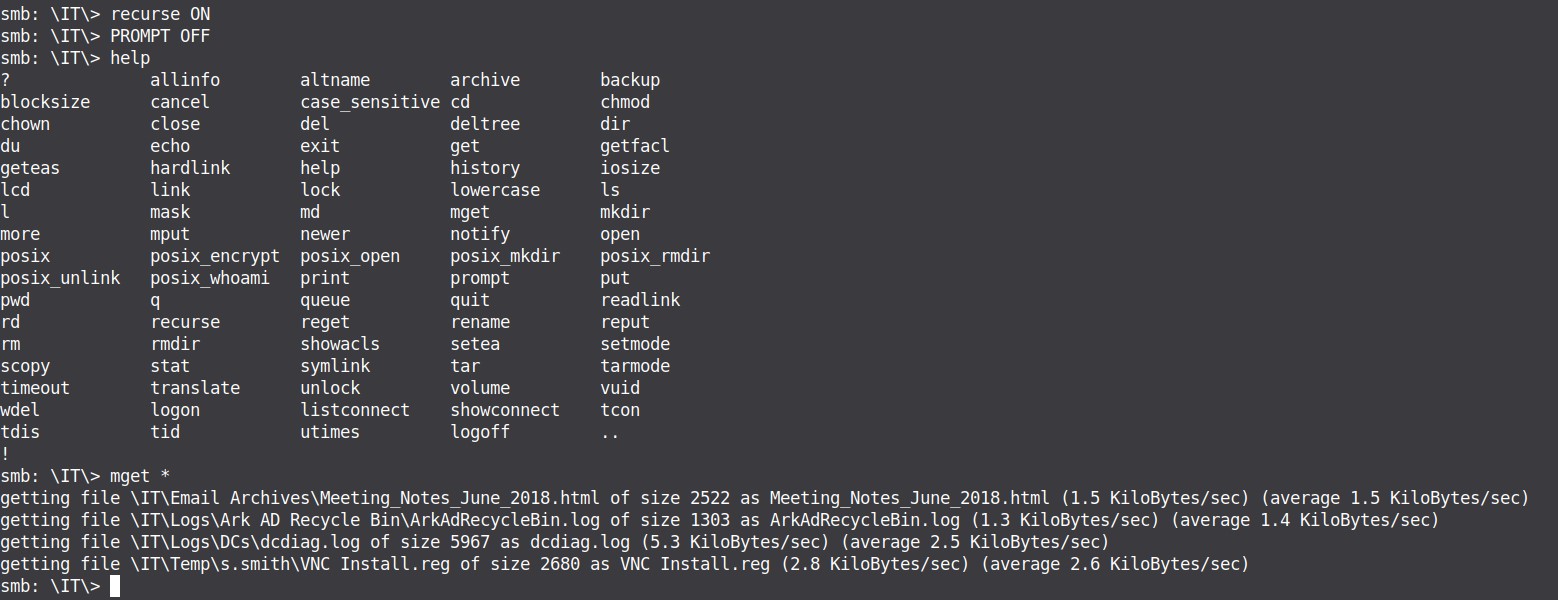 smb: \IT\> recurse ON
smb: \IT\> PROMPT OFF
smb: \IT\> help
? allinfo altname archive backup
blocksize cancel case_sensitive cd chmod
chown close del deltree dir
du echo exit get getfacl
geteas hardlink help history iosize
lcd link lock lowercase ls
l mask md mget mkdir
more mput newer notify open
posix posix_encrypt posix_open posix_mkdir posix_rmdir
posix_unlink posix_whoami print prompt put
pwd q queue quit readlink
rd recurse reget rename reput
rm rmdir showacls setea setmode
scopy stat symlink tar tarmode
timeout translate unlock volume vuid
wdel logon listconnect showconnect tcon
tdis tid utimes logoff ..
!
smb: \IT\> mget *
getting file \IT\Email Archives\Meeting_Notes_June_2018.html of size 2522 as Meeting_Notes_June_2018.html (1.5 KiloBytes/sec) (average 1.5 KiloBytes/sec)
getting file \IT\Logs\Ark AD Recycle Bin\ArkAdRecycleBin.log of size 1303 as ArkAdRecycleBin.log (1.3 KiloBytes/sec) (average 1.4 KiloBytes/sec)
getting file \IT\Logs\DCs\dcdiag.log of size 5967 as dcdiag.log (5.3 KiloBytes/sec) (average 2.5 KiloBytes/sec)
getting file \IT\Temp\s.smith\VNC Install.reg of size 2680 as VNC Install.reg (2.8 KiloBytes/sec) (average 2.6 KiloBytes/sec)
smb: \IT\>